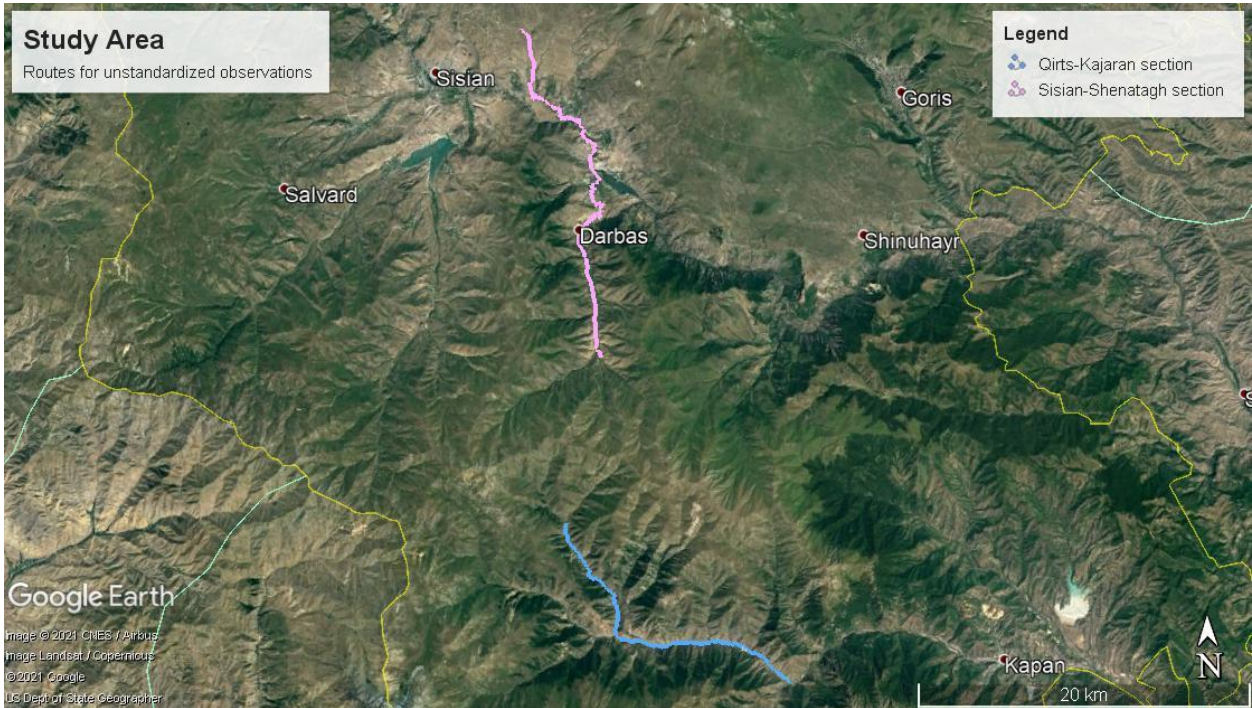 Study Area
Routes for unstandardized observations
Legend
Qirts-Kajaran section
Sisian-Shenatagh section
Sisian
Goris
Salvard
Darbas
Shinuhayr
S
Google Earth
Image © 2021 CNES / Airbus
Image Landsat / Copernicus
© 2021 Google
US Dept of State Geographer
Kapan
N
20 km